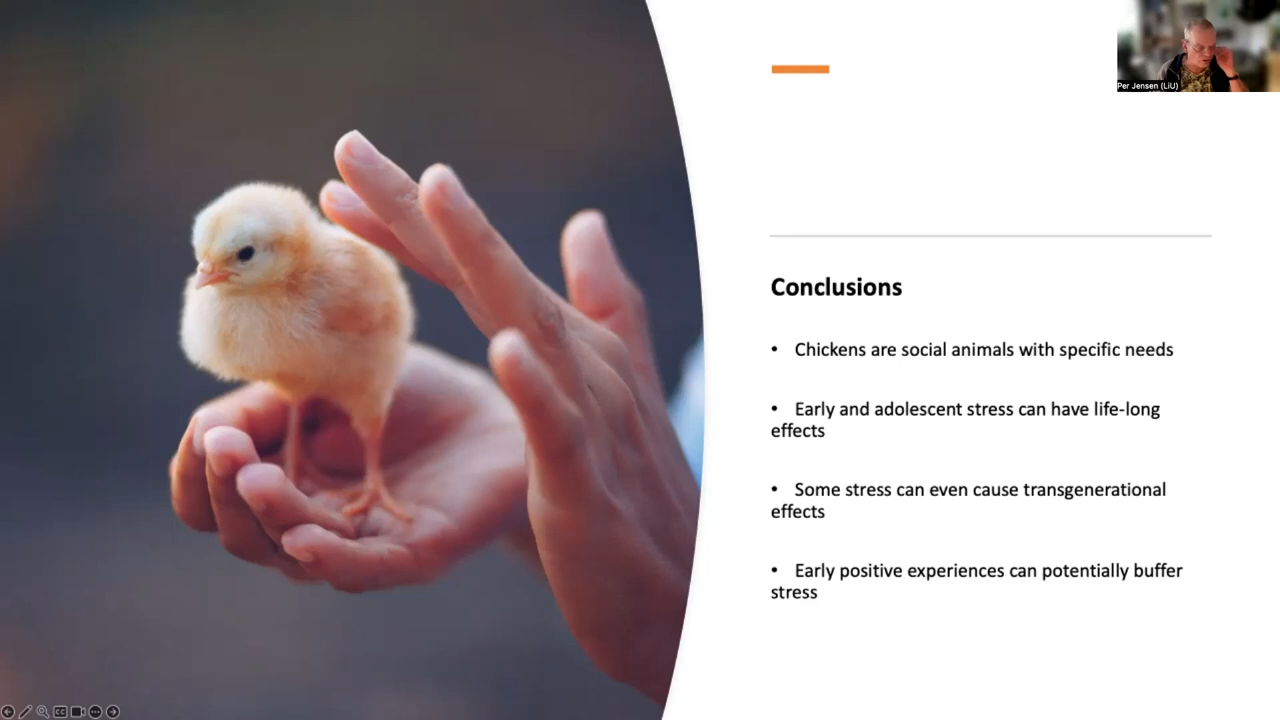 Per Jensen (LiU)
Conclusions
• Chickens are social animals with specific needs
• Early and adolescent stress can have life-long
effects
• Some stress can even cause transgenerational
effects
• Early positive experiences can potentially buffer
stress
CC